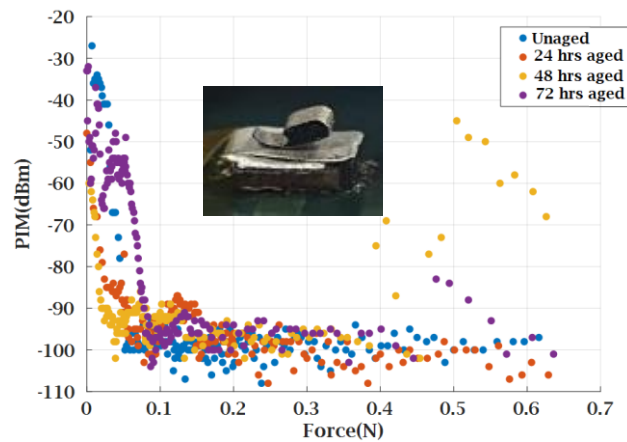 -20
-30
-40
-50
-60
-70
-80
-90
-100
-110
PIM(dBm)
Unaged
24 hrs aged
48 hrs aged
72 hrs aged
0 0.1 0.2 0.3 0.4 0.5 0.6 0.7
Force(N)